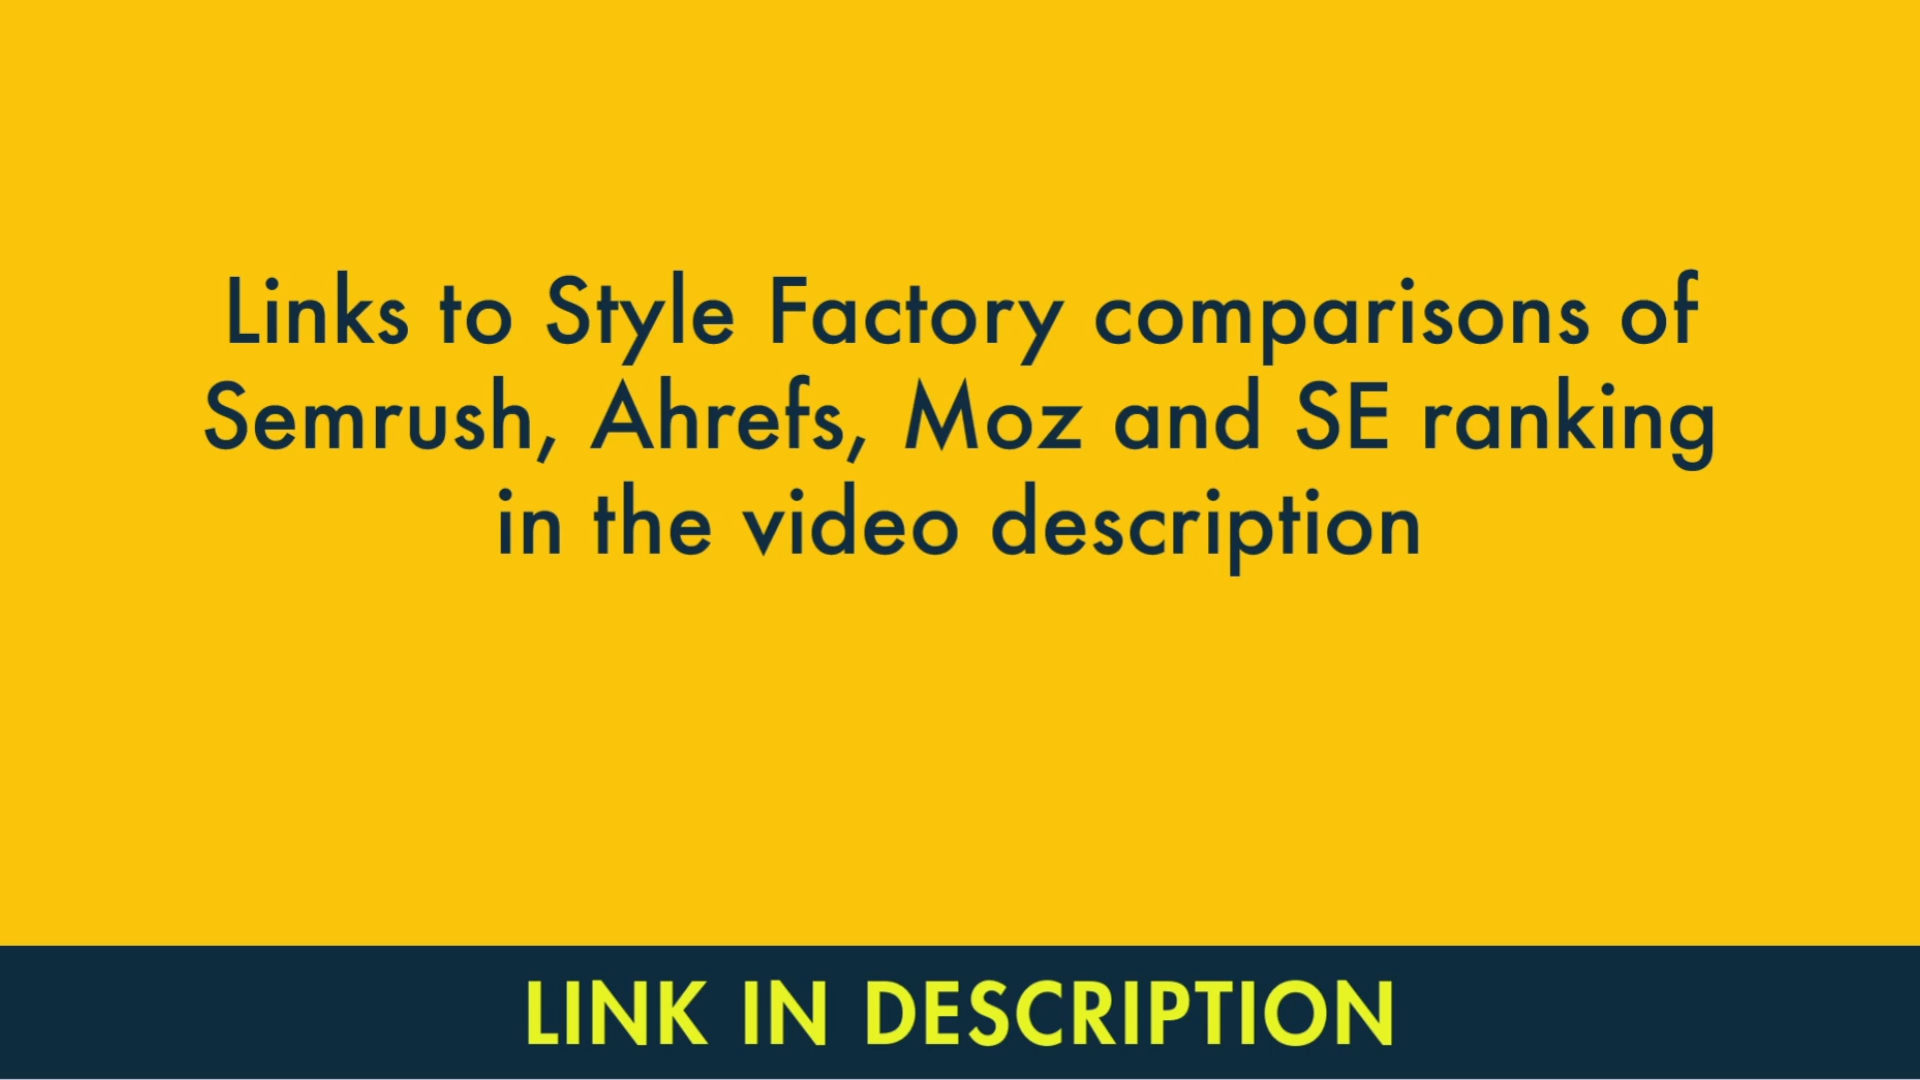 Links to Style Factory comparisons of
Semrush, Ahrefs, Moz and SE ranking
in the video description
LINK IN DESCRIPTION